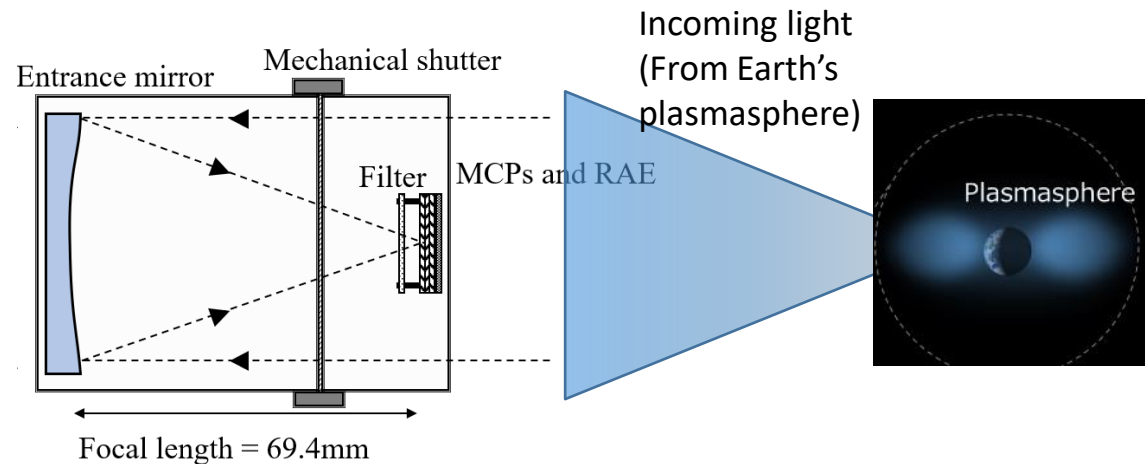 Incoming light
(From Earth's
plasmasphere)
Mechanical shutter
Entrance mirror
Filter
MCPs and RAE
Plasmasphere
Focal length = 69.4mm